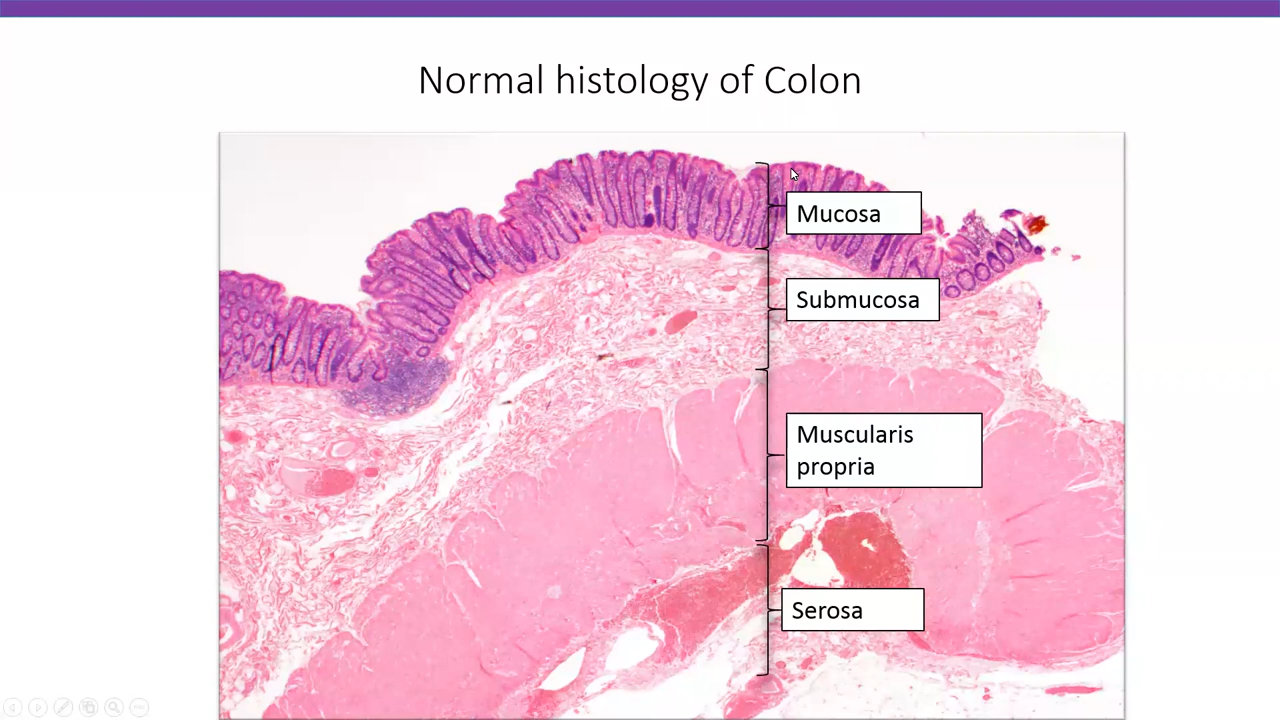 Normal histology of Colon
Mucosa
Submucosa
Muscularis
propria
Serosa